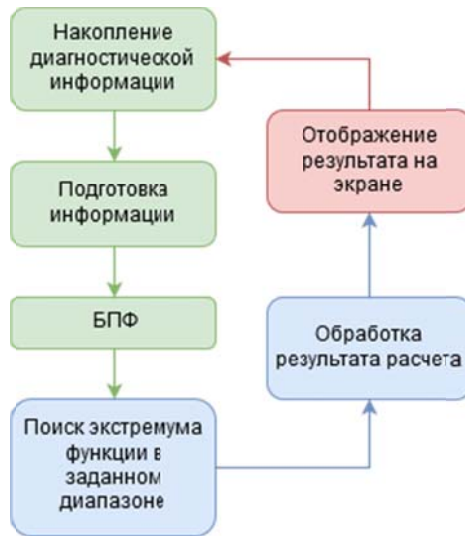 Накопление
диагностической
информации
Подготовка
информации
БПФ
Поиск экстремума
функции в
заданном
диапазоне
Обработка
результата расчета
Отображение
результата на
экране